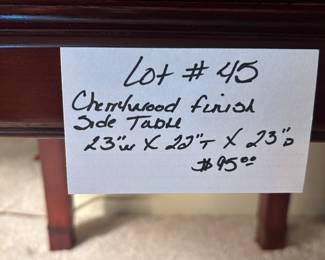 Lot # 45
Cherrywood finish
Side Table
23"W X 22"T X 23"D
$95.00